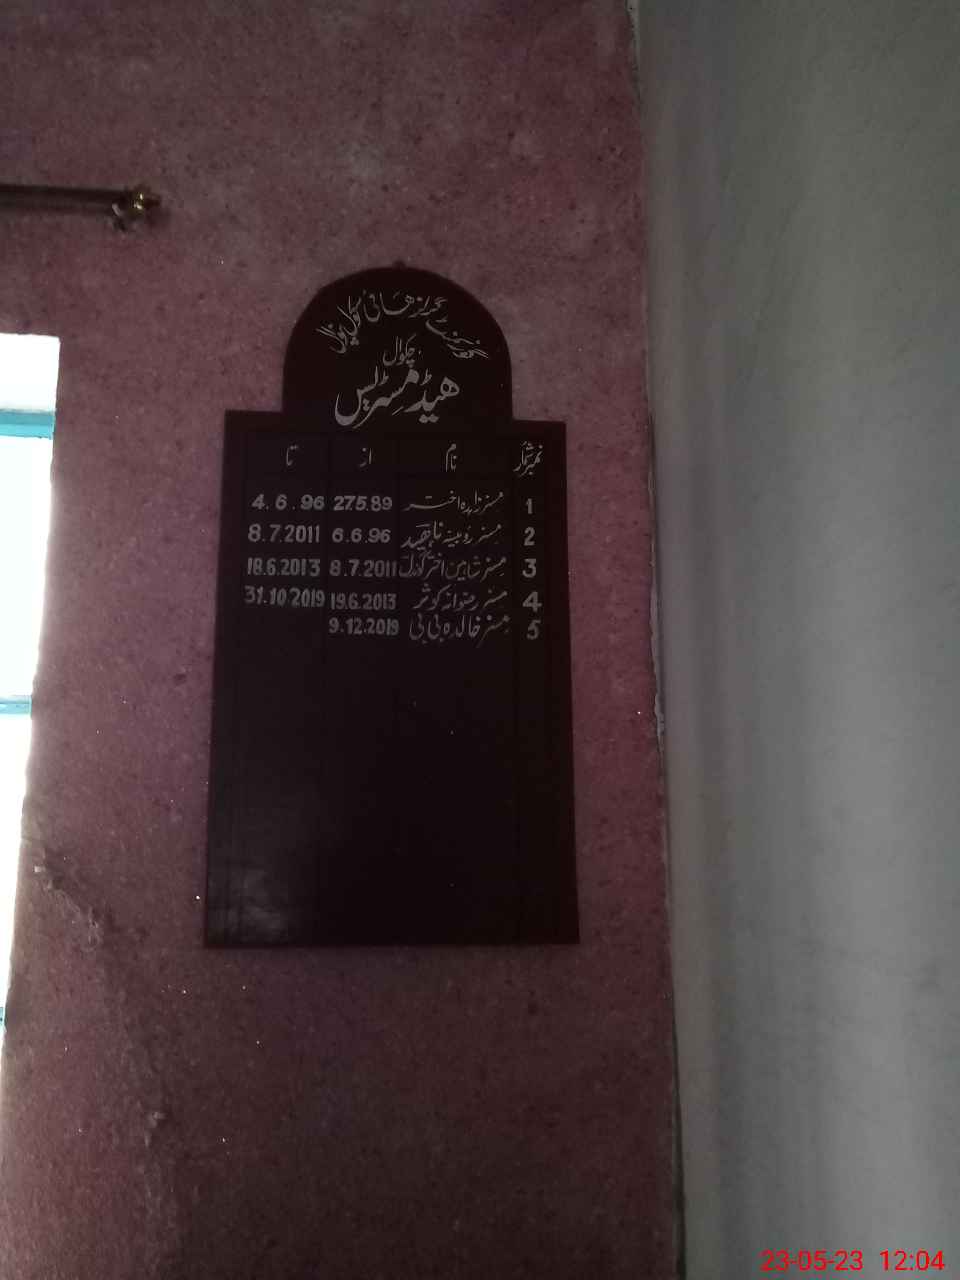 گورنمنٹ گرلز ھائی سکول
چکوال
ھیڈ مسٹریس
نمبر شمار نام از تا
1 مسز زاہدہ اختر 27.5.89 4.6.96
2 مسز روبینہ ناہید 6.6.96 8.7.2011
3 مسز شاہین اختر گوندل 8.7.2011 18.6.2013
4 مسز رضوانہ کوثر 19.6.2013 31.10.2019
5 مسز خالدہ بی بی 9.12.2019
23-05-23 12:04